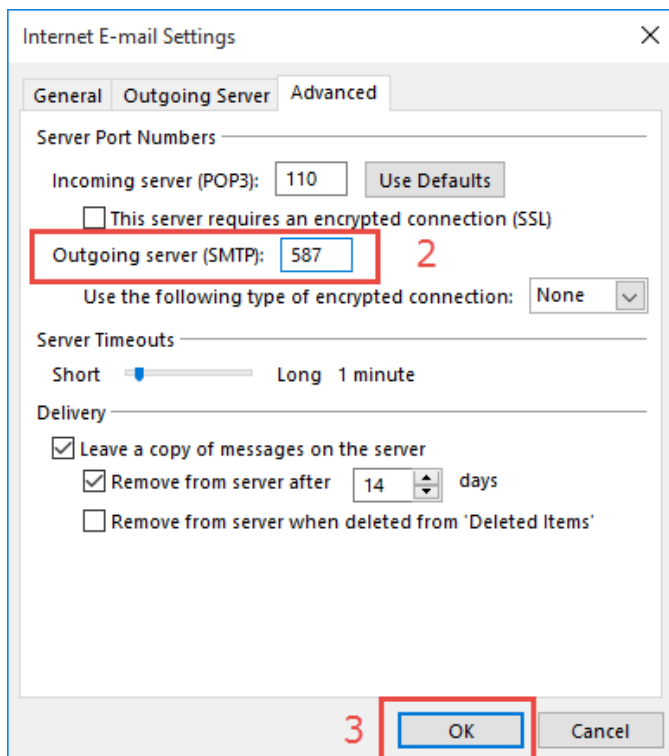 Internet E-mail Settings
General Outgoing Server Advanced
Server Port Numbers
Incoming server (POP3): 110 Use Defaults
This server requires an encrypted connection (SSL)
Outgoing server (SMTP): 587 2
Use the following type of encrypted connection: None
Server Timeouts
Short Long 1 minute
Delivery
Leave a copy of messages on the server
Remove from server after 14 days
Remove from server when deleted from 'Deleted Items'
3 OK Cancel